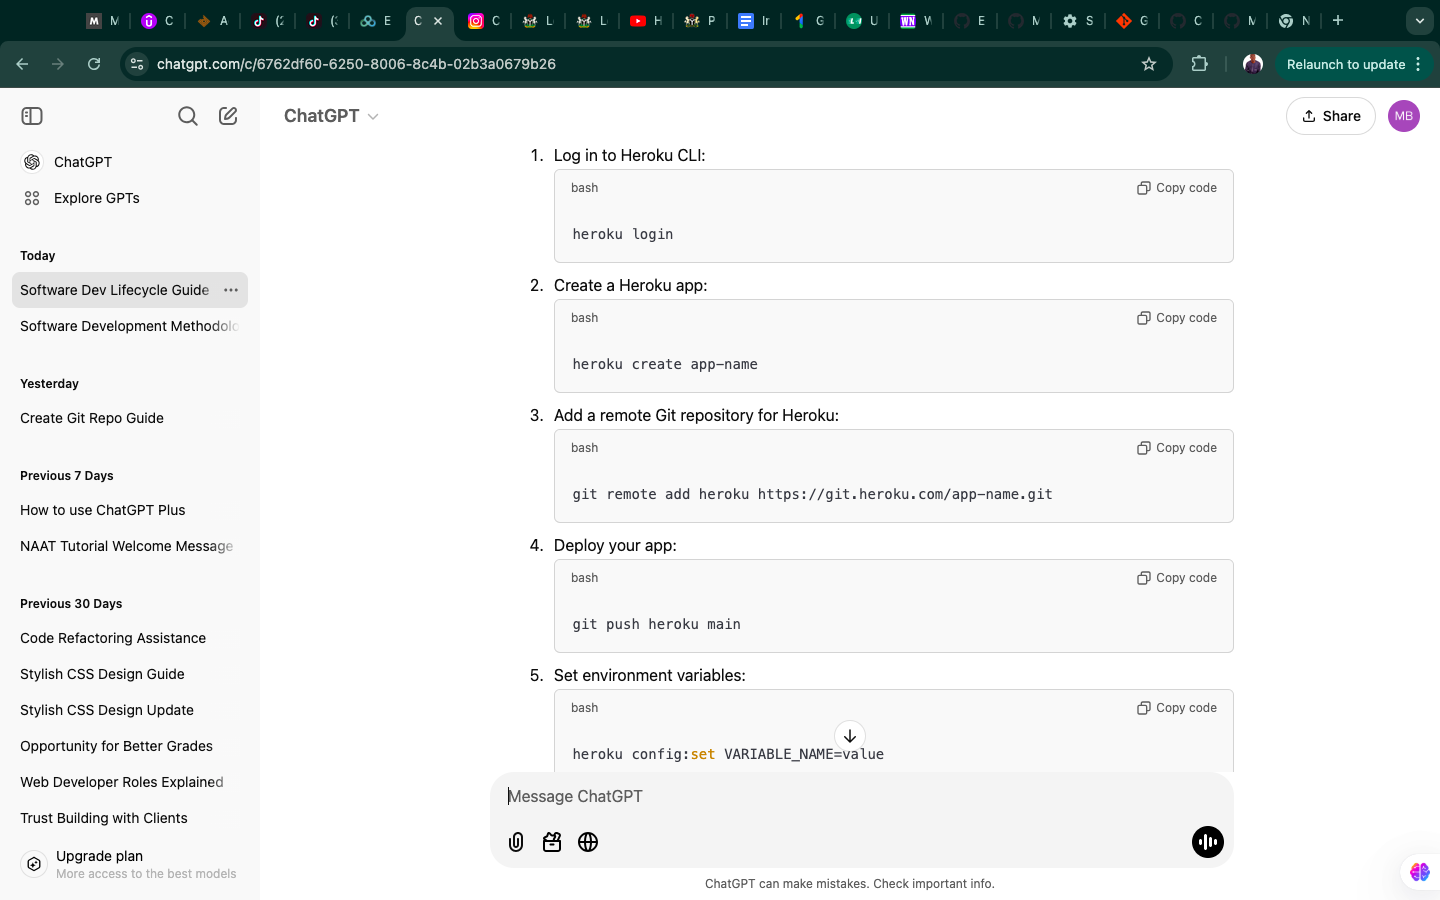 M
C
A
(2
(3
E
C
C
L
L
H
P
Ir
G
U
W
E
M
S
G
C
M
N
chatgpt.com/c/6762df60-6250-8006-8c4b-02b3a0679b26
Relaunch to update
ChatGPT
Explore GPTs
Today
Software Dev Lifecycle Guide
Software Development Methodolo
Yesterday
Create Git Repo Guide
Previous 7 Days
How to use ChatGPT Plus
NAAT Tutorial Welcome Message
Previous 30 Days
Code Refactoring Assistance
Stylish CSS Design Guide
Stylish CSS Design Update
Opportunity for Better Grades
Web Developer Roles Explained
Trust Building with Clients
Upgrade plan
More access to the best models
ChatGPT
Share
MB
1. Log in to Heroku CLI:
bash
Copy code
heroku login
2. Create a Heroku app:
bash
Copy code
heroku create app-name
3. Add a remote Git repository for Heroku:
bash
Copy code
git remote add heroku https://git.heroku.com/app-name.git
4. Deploy your app:
bash
Copy code
git push heroku main
5. Set environment variables:
bash
Copy code
heroku config:set VARIABLE_NAME=value
Message ChatGPT
ChatGPT can make mistakes. Check important info.